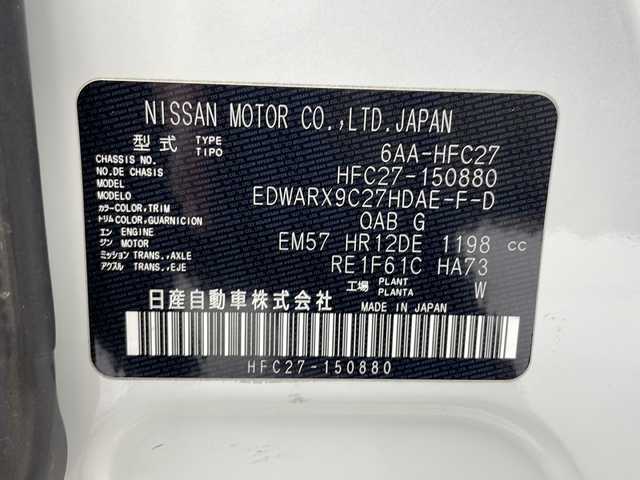 NISSAN MOTOR CO.,LTD.JAPAN
型式 TYPE TIPO 6AA-HFC27
CHASSIS NO.
NO.DE CHASIS HFC27-150880
MODEL
MODELO EDWARX9C27HDAE-F-D
カラー COLOR,TRIM
トリム COLOR,GUARNICION QAB G
エン ENGINE
ジン MOTOR EM57 HR12DE 1198 cc
ミッション TRANS.,AXLE
アクスル TRANS.,EJE RE1F61C HA73
工場 PLANT PLANTA W
日産自動車株式会社 MADE IN JAPAN
HFC27-150880